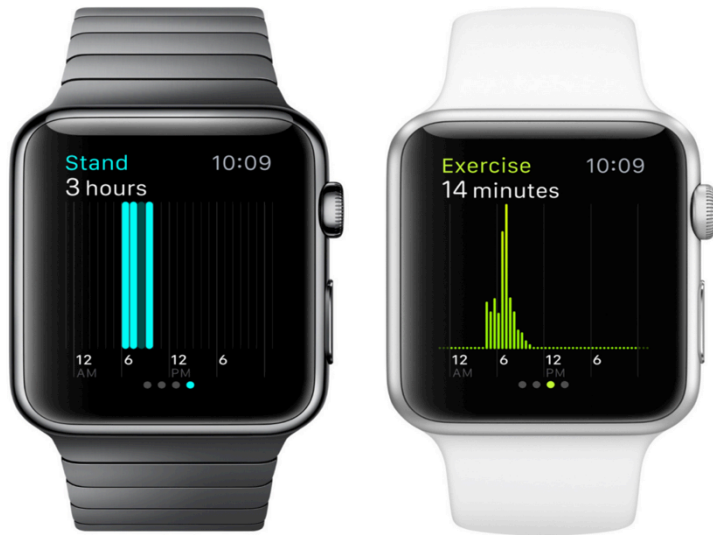 Stand 10:09
3 hours
12 6 12 6
AM PM
Exercise 10:09
14 minutes
12 6 12 6
AM PM